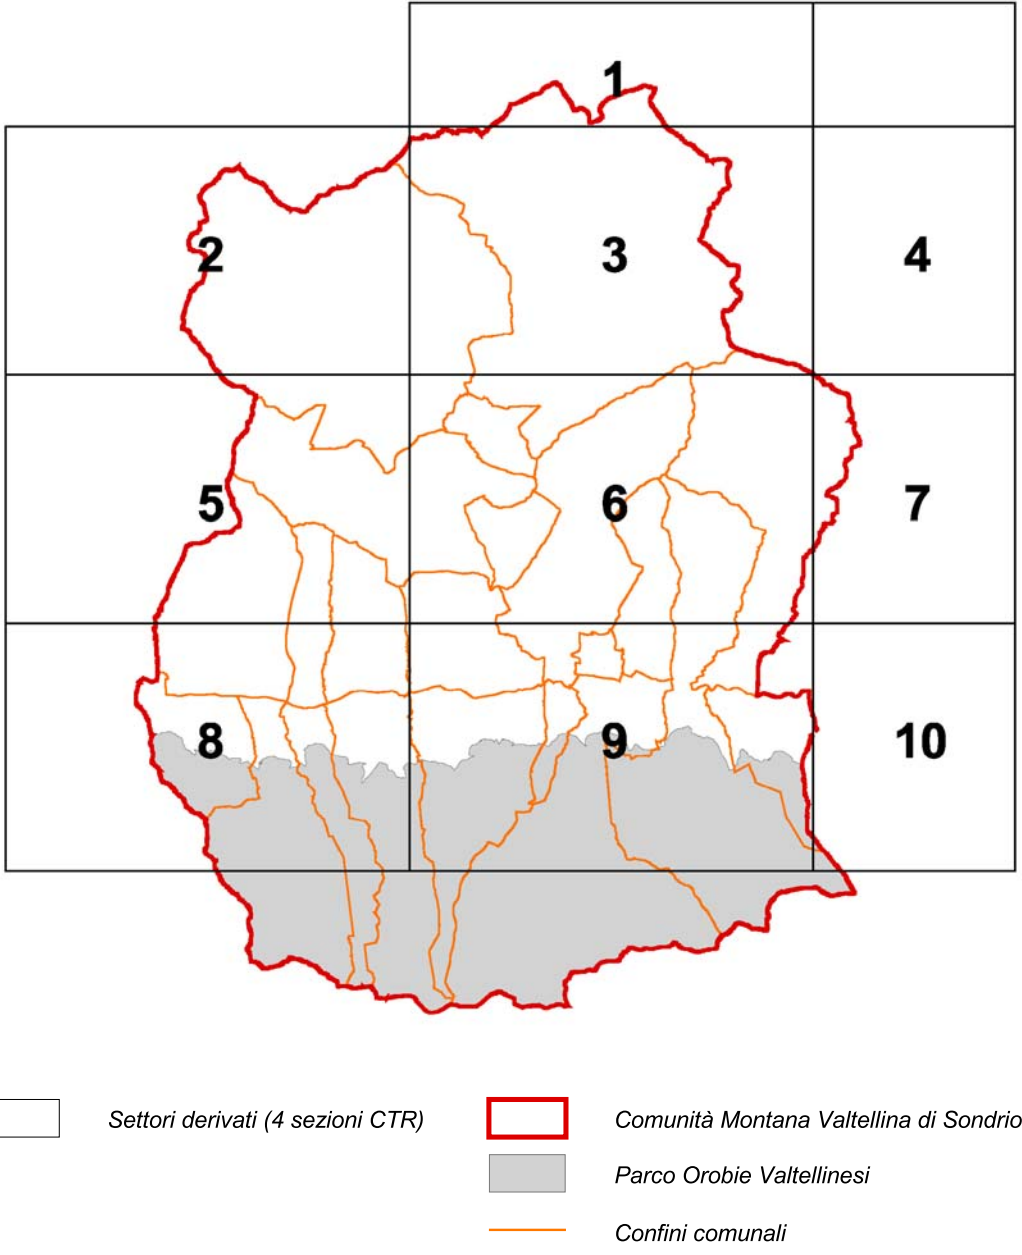 1
2
3
4
5
6
7
8
9
10
Settori derivati (4 sezioni CTR)
Comunità Montana Valtellina di Sondrio
Parco Orobie Valtellinesi
Confini comunali